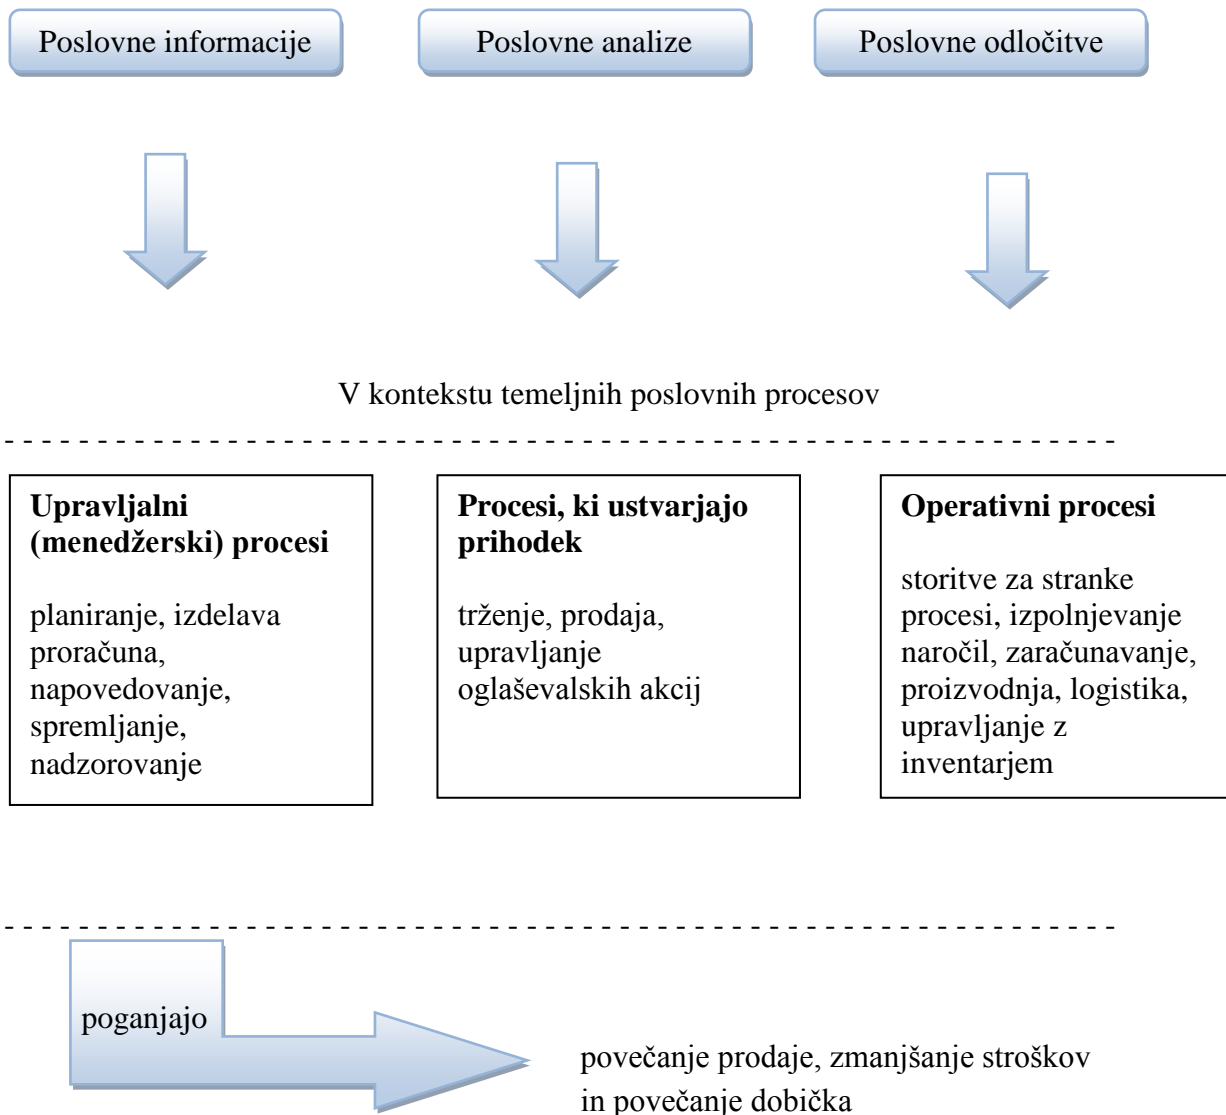 Poslovne informacije
Poslovne analize
Poslovne odločitve
V kontekstu temeljnih poslovnih procesov
Upravljalni
(menedžerski) procesi
planiranje, izdelava
proračuna,
napovedovanje,
spremljanje,
nadzorovanje
Procesi, ki ustvarjajo
prihodek
trženje, prodaja,
upravljanje
oglaševalskih akcij
Operativni procesi
storitve za stranke
procesi, izpolnjevanje
naročil, zaračunavanje,
proizvodnja, logistika,
upravljanje z
inventarjem
poganjajo
povečanje prodaje, zmanjšanje stroškov
in povečanje dobička